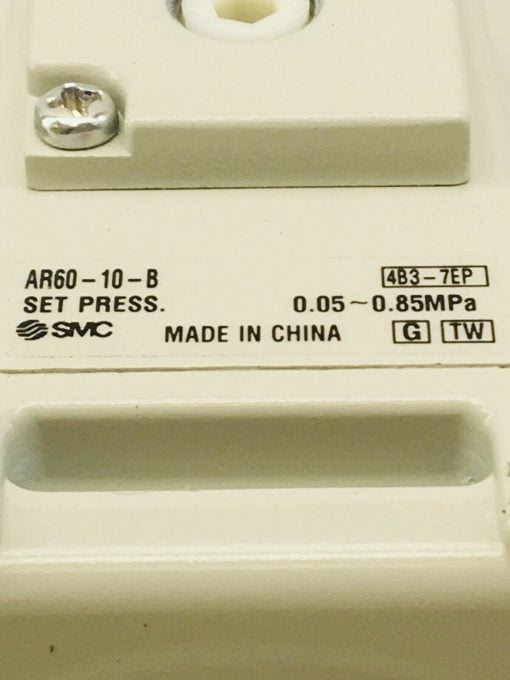 AR60-10-B 4B3-7EP
SET PRESS. 0.05~0.85MPa
SMC MADE IN CHINA G TW